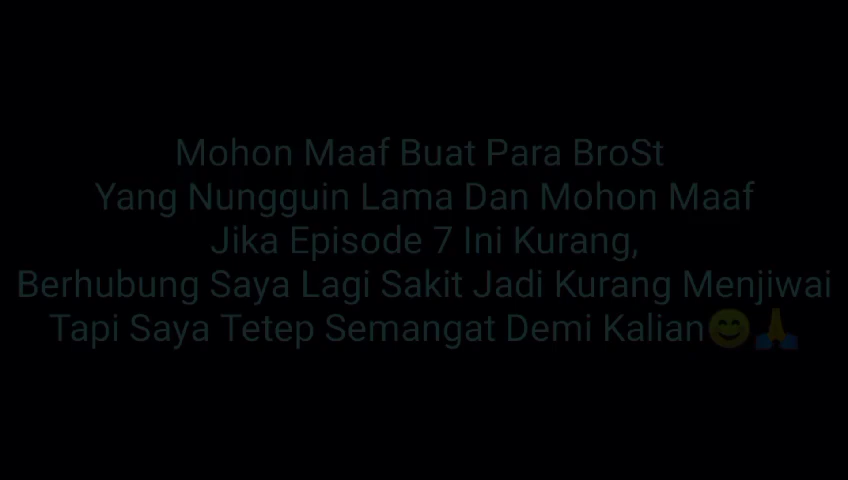 Mohon Maaf Buat Para BroSt
Yang Nungguin Lama Dan Mohon Maaf
Jika Episode 7 Ini Kurang,
Berhubung Saya Lagi Sakit Jadi Kurang Menjiwai
Tapi Saya Tetep Semangat Demi Kalian😊🙏